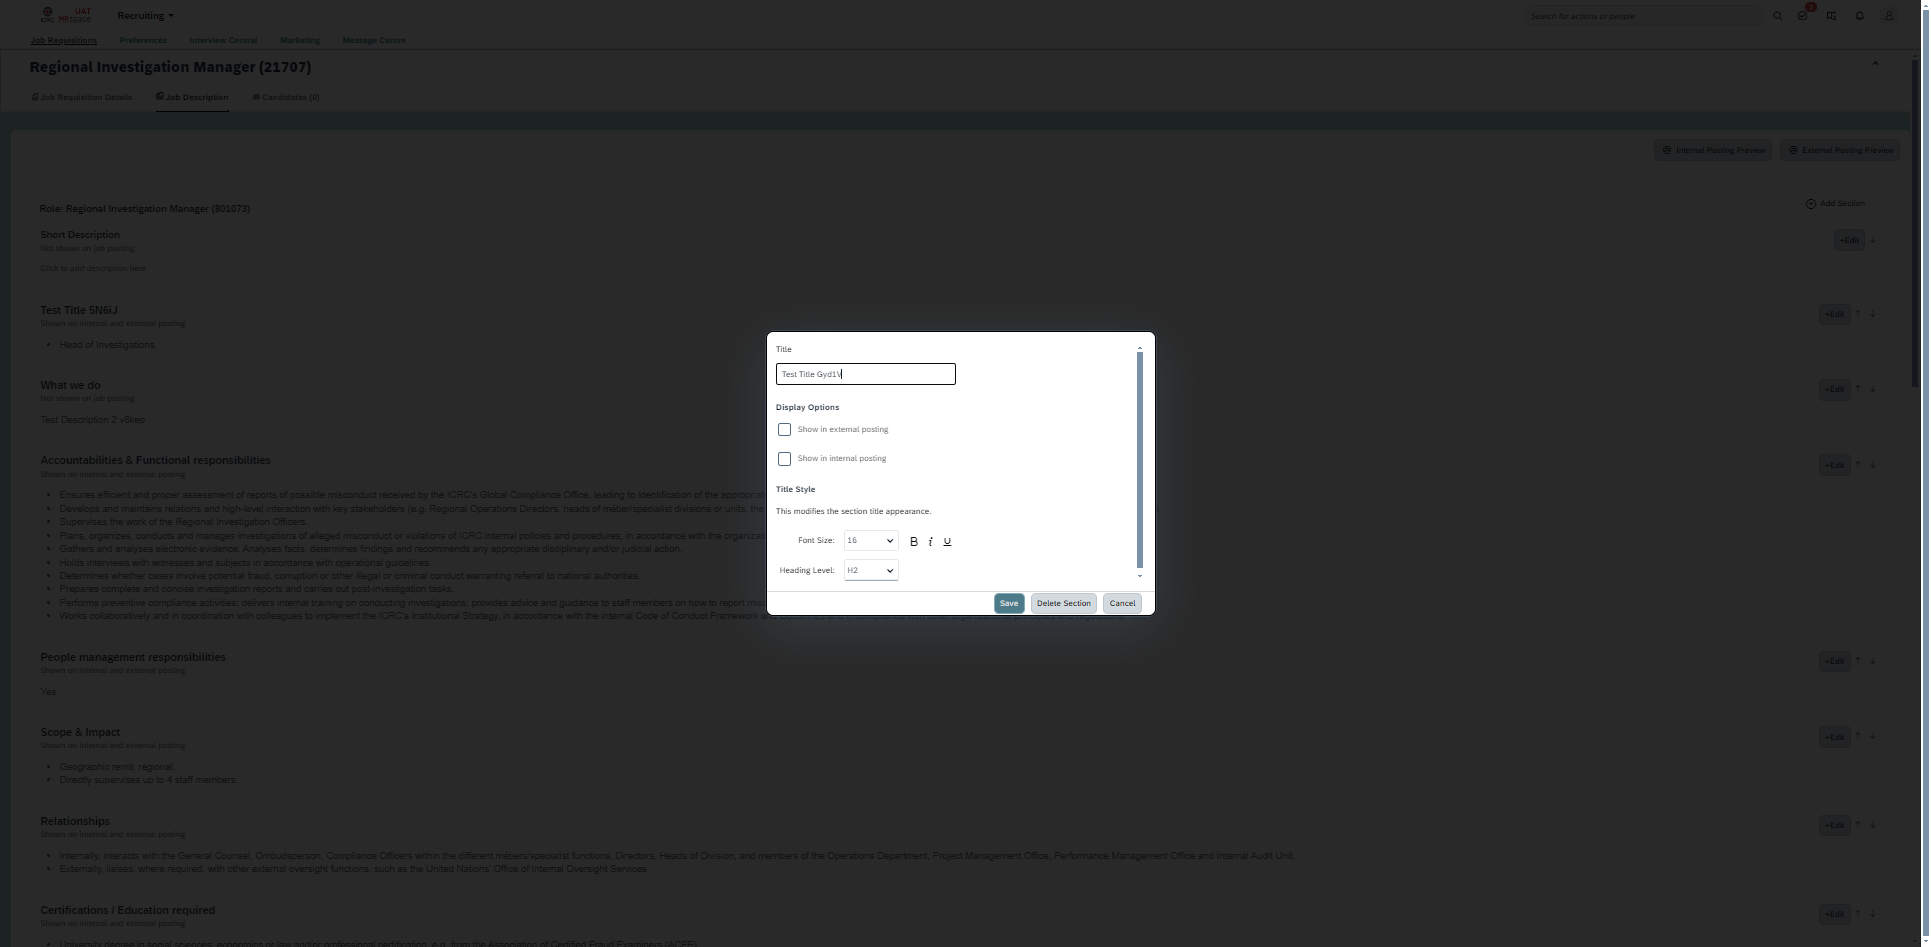 ICRC
UAT
HRspace
Recruiting
Search for actions or people
Job Requisitions
Preferences
Interview Central
Marketing
Message Centre
Regional Investigation Manager (21707)
Job Requisition Details
Job Description
Candidates (0)
Internal Posting Preview
External Posting Preview
Role: Regional Investigation Manager (801073)
Add Section
Short Description
Not shown on job posting
+Edit
Click to add description here
Test Title 5N6iJ
Shown on internal and external posting
+Edit
• Head of Investigations
What we do
Not shown on job posting
+Edit
Test Description 2 v8kep
Accountabilities & Functional responsibilities
Shown on internal and external posting
+Edit
• Ensures efficient and proper assessment of reports of possible misconduct received by the ICRC's Global Compliance Office, leading to identification of the appropriat
• Develops and maintains relations and high-level interaction with key stakeholders (e.g. Regional Operations Directors, heads of métier/specialist divisions or units, the
• Supervises the work of the Regional Investigation Officers.
• Plans, organizes, conducts and manages investigations of alleged misconduct or violations of ICRC internal policies and procedures, in accordance with the organizat
• Gathers and analyses electronic evidence. Analyses facts, determines findings and recommends any appropriate disciplinary and/or judicial action.
• Holds interviews with witnesses and subjects in accordance with operational guidelines.
• Determines whether cases involve potential fraud, corruption or other illegal or criminal conduct warranting referral to national authorities.
• Prepares complete and concise investigation reports and carries out post-investigation tasks.
• Performs preventive compliance activities; delivers internal training on conducting investigations; provides advice and guidance to staff members on how to report mis
• Works collaboratively and in coordination with colleagues to implement the ICRC's Institutional Strategy, in accordance with the internal Code of Conduct Framework
People management responsibilities
Shown on internal and external posting
+Edit
Yes
Scope & Impact
Shown on internal and external posting
+Edit
• Geographic remit: regional.
• Directly supervises up to 4 staff members.
Relationships
Shown on internal and external posting
+Edit
• Internally, interacts with the General Counsel, Ombudsperson, Compliance Officers within the different métiers/specialist functions, Directors, Heads of Division, and members of the Operations Department, Project Management Office, Performance Management Office and Internal Audit Unit
• Externally, liaises, where required, with other external oversight functions, such as the United Nations' Office of Internal Oversight Services.
Certifications / Education required
Shown on internal and external posting
+Edit
• University degree in social sciences, economics or law and/or professional certification, e.g. from the Association of Certified Fraud Examiners (ACFE).
Title
Test Title Gyd1V
Display Options
Show in external posting
Show in internal posting
Title Style
This modifies the section title appearance.
Font Size: 16 B i U
Heading Level: H2
Save
Delete Section
Cancel